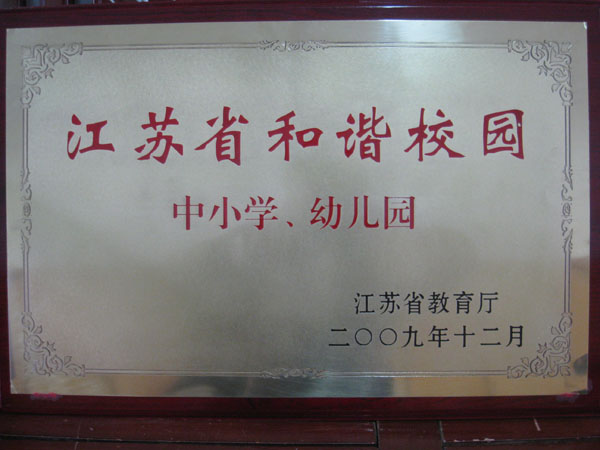 江苏省和谐校园
中小学、幼儿园
江苏省教育厅
二〇〇九年十二月